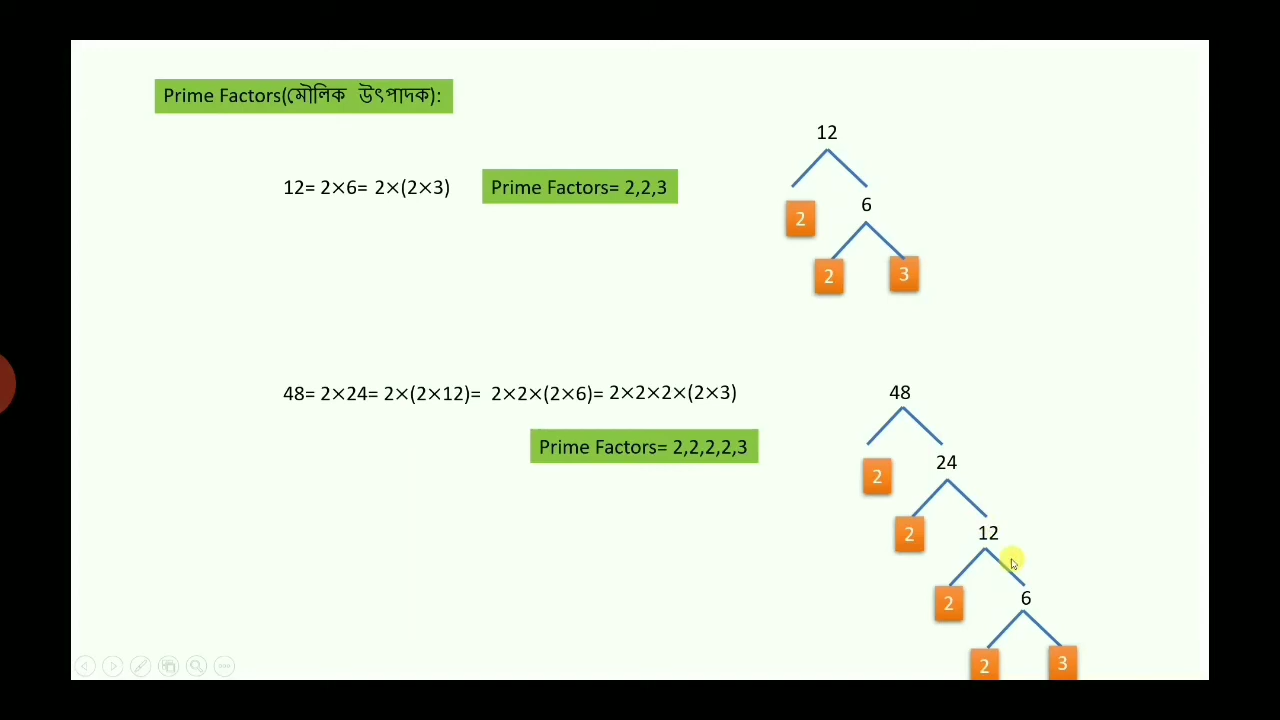 Prime Factors(মৌলিক উৎপাদক):
12= 2×6= 2×(2×3)
Prime Factors= 2,2,3
12
2
6
2
3
48= 2×24= 2×(2×12)= 2×2×(2×6)= 2×2×2×(2×3)
Prime Factors= 2,2,2,2,3
48
2
24
2
12
2
6
2
3